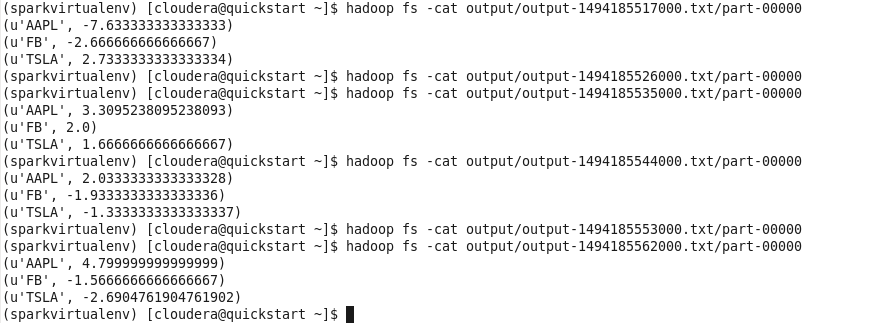 (sparkvirtualenv) [cloudera@quickstart ~]$ hadoop fs -cat output/output-1494185517000.txt/part-00000
(u'AAPL', -7.633333333333333)
(u'FB', -2.666666666666667)
(u'TSLA', 2.7333333333333334)
(sparkvirtualenv) [cloudera@quickstart ~]$ hadoop fs -cat output/output-1494185526000.txt/part-00000
(sparkvirtualenv) [cloudera@quickstart ~]$ hadoop fs -cat output/output-1494185535000.txt/part-00000
(u'AAPL', 3.3095238095238093)
(u'FB', 2.0)
(u'TSLA', 1.6666666666666667)
(sparkvirtualenv) [cloudera@quickstart ~]$ hadoop fs -cat output/output-1494185544000.txt/part-00000
(u'AAPL', 2.0333333333333328)
(u'FB', -1.9333333333333336)
(u'TSLA', -1.3333333333333337)
(sparkvirtualenv) [cloudera@quickstart ~]$ hadoop fs -cat output/output-1494185553000.txt/part-00000
(sparkvirtualenv) [cloudera@quickstart ~]$ hadoop fs -cat output/output-1494185562000.txt/part-00000
(u'AAPL', 4.799999999999999)
(u'FB', -1.5666666666666667)
(u'TSLA', -2.6904761904761902)
(sparkvirtualenv) [cloudera@quickstart ~]$